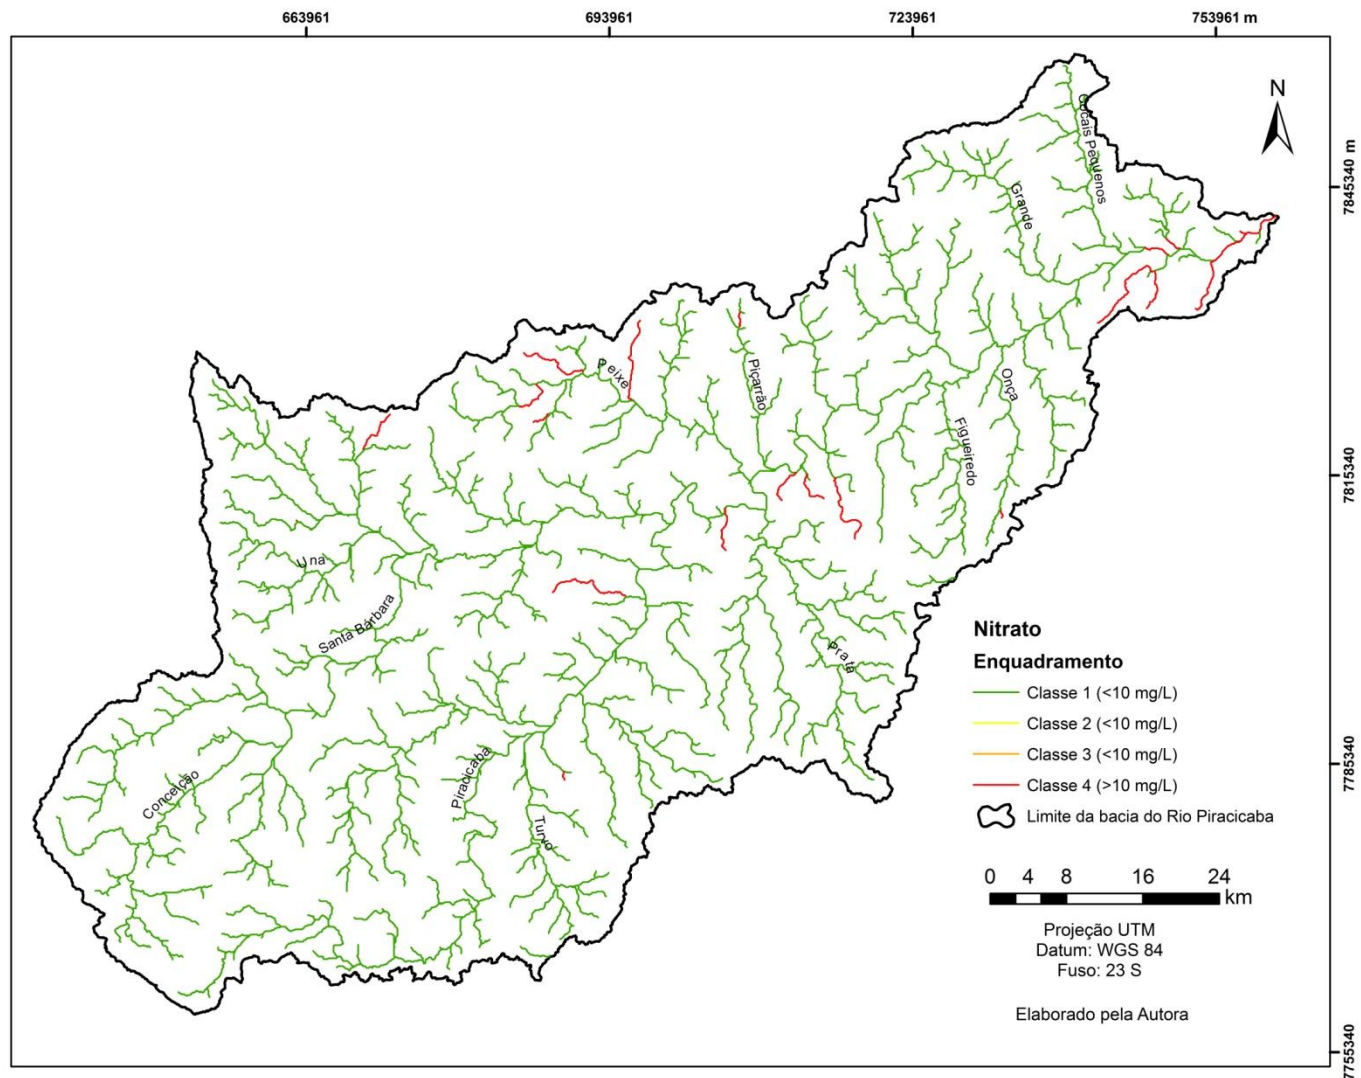 663961
693961
723961
753961 m
N
7845340 m
7815340
785340
7755340
Cocais Pequenos
Grande
Peixe
Piçarrão
Onça
Figueiredo
Una
Santa Bárbara
Prata
Piracicaba
Conceição
Turvo
Nitrato
Enquadramento
Classe 1 (<10 mg/L)
Classe 2 (<10 mg/L)
Classe 3 (<10 mg/L)
Classe 4 (>10 mg/L)
Limite da bacia do Rio Piracicaba
0 4 8 16 24
km
Projeção UTM
Datum: WGS 84
Fuso: 23 S
Elaborado pela Autora